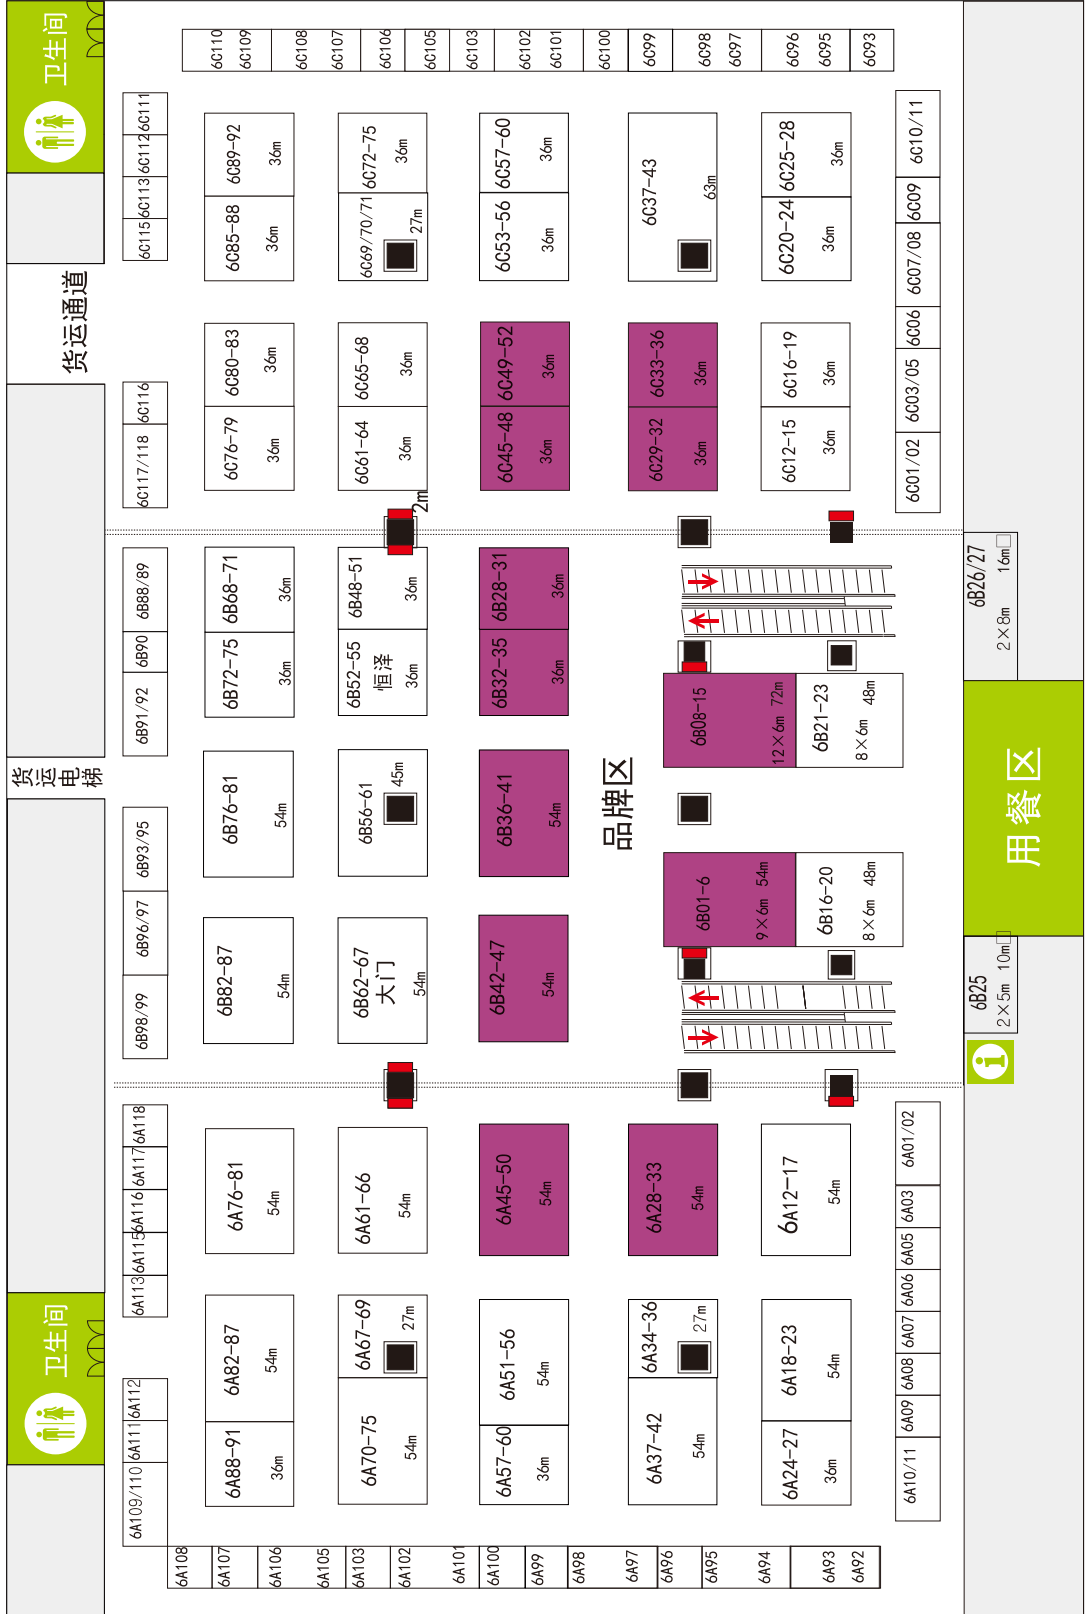 卫生间
6C110
6C109
6C108
6C107
6C106
6C105
6C103
6C102
6C101
6C100
6C99
6C98
6C97
6C96
6C95
6C93
6C111
6C112
6C113
6C115
6C89-92
36m
6C85-88
36m
6C72-75
36m
6C69/70/71
27m
6C57-60
36m
6C53-56
36m
6C37-43
63m
6C25-28
36m
6C20-24
36m
6C10/11
6C09
6C07/08
6C06
6C03/05
6C01/02
货运通道
6C116
6C117/118
6C80-83
36m
6C76-79
36m
6C65-68
36m
6C61-64
36m
6C49-52
36m
6C45-48
36m
6C33-36
36m
6C29-32
36m
6C16-19
36m
6C12-15
36m
2m
6B88/89
6B90
6B91/92
6B68-71
36m
6B72-75
36m
6B48-51
36m
6B52-55
恒泽
36m
6B28-31
36m
6B32-35
36m
6B26/27
2×8m 16m□
6B08-15
12×6m 72m
6B21-23
8×6m 48m
货运
电梯
6B76-81
54m
6B56-61
45m
6B36-41
54m
品牌区
用餐区
6B93/95
6B96/97
6B98/99
6B82-87
54m
6B62-67
大门
54m
6B42-47
54m
6B01-6
9×6m 54m
6B16-20
8×6m 48m
6B25
2×5m 10m□
i
6A118
6A117
6A116
6A115
6A113
6A76-81
54m
6A61-66
54m
6A45-50
54m
6A28-33
54m
6A12-17
54m
6A01/02
6A03
6A05
6A06
6A07
6A08
6A09
6A10/11
卫生间
6A112
6A111
6A109/110
6A82-87
54m
6A88-91
36m
6A67-69
27m
6A70-75
54m
6A51-56
54m
6A57-60
36m
6A34-36
27m
6A37-42
54m
6A18-23
54m
6A24-27
36m
6A108
6A107
6A106
6A105
6A103
6A102
6A101
6A100
6A99
6A98
6A97
6A96
6A95
6A94
6A93
6A92